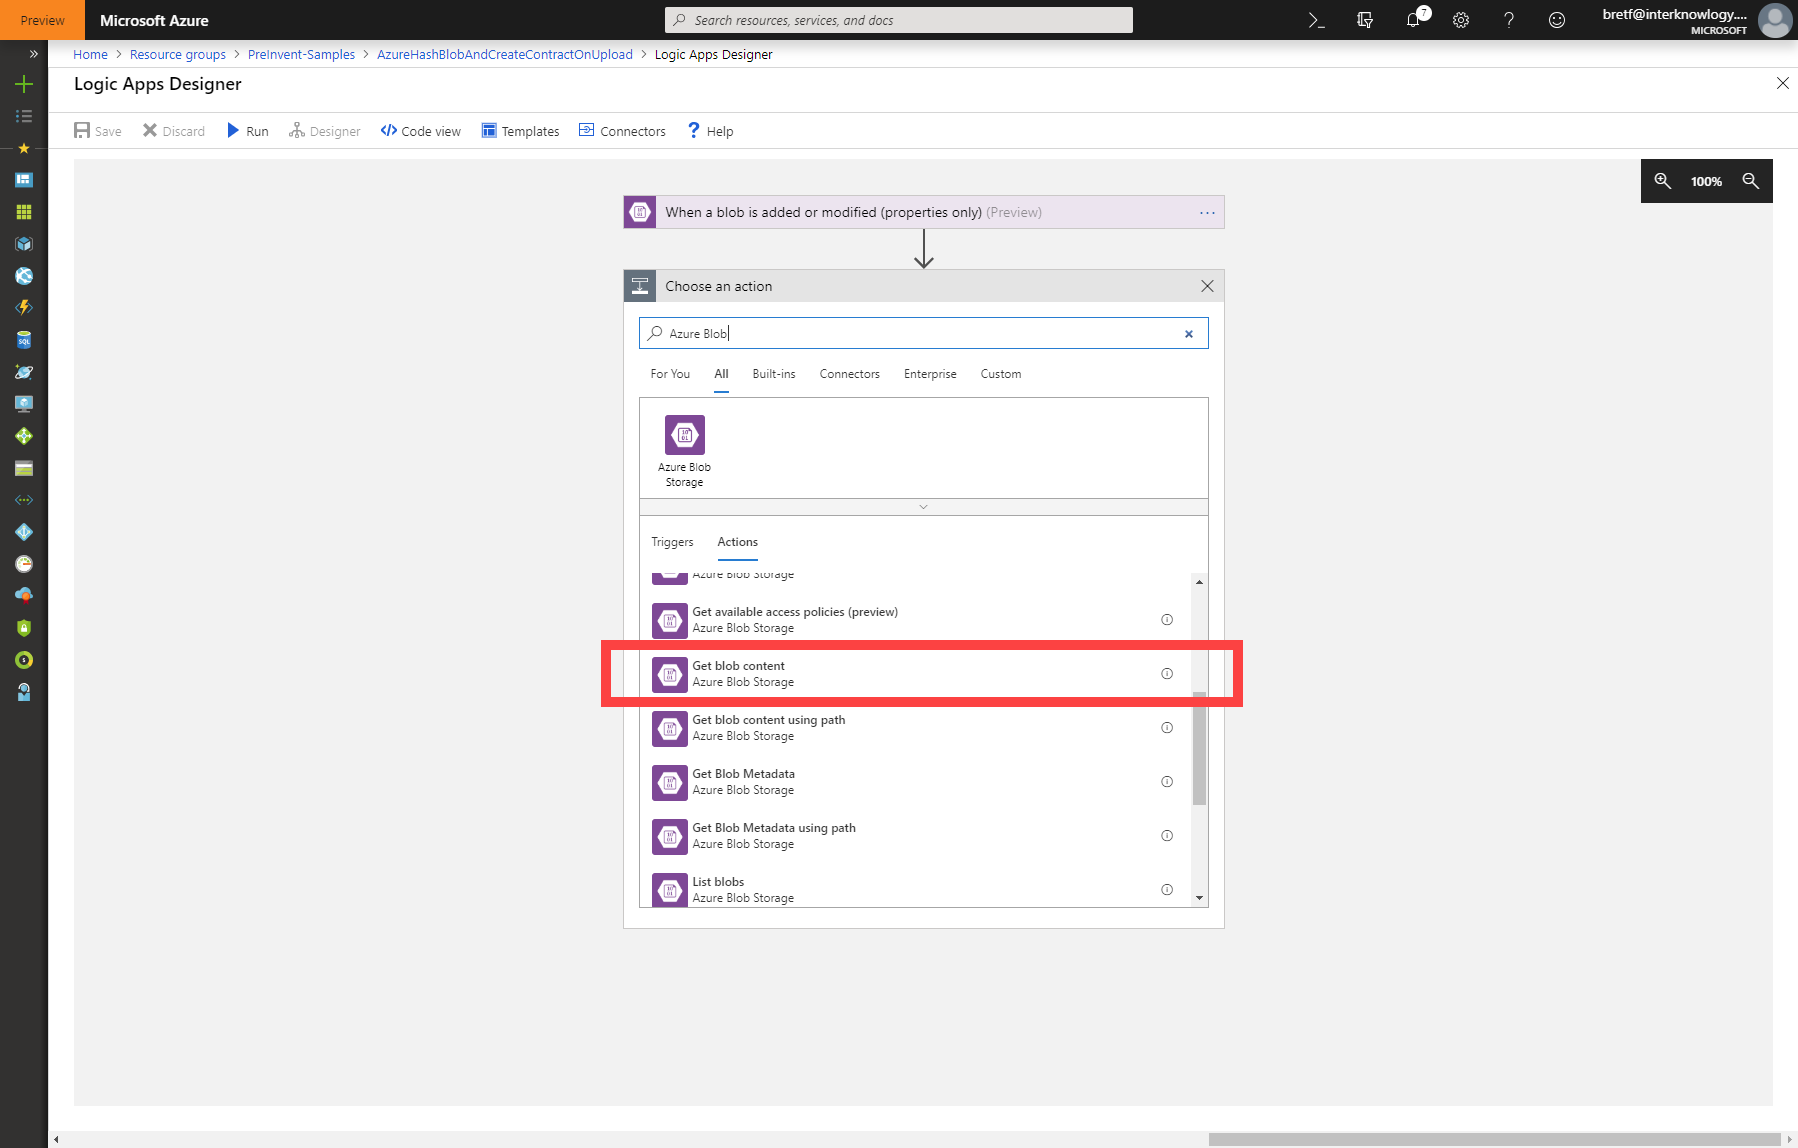 Preview
Microsoft Azure
Search resources, services, and docs
7
bretf@interknowlogy....
MICROSOFT
Home > Resource groups > PreInvent-Samples > AzureHashBlobAndCreateContractOnUpload > Logic Apps Designer
Logic Apps Designer
Save
Discard
Run
Designer
Code view
Templates
Connectors
Help
100%
When a blob is added or modified (properties only) (Preview)
Choose an action
Azure Blob
For You
All
Built-ins
Connectors
Enterprise
Custom
Azure Blob
Storage
Triggers
Actions
Azure Blob Storage
Get available access policies (preview)
Azure Blob Storage
Get blob content
Azure Blob Storage
Get blob content using path
Azure Blob Storage
Get Blob Metadata
Azure Blob Storage
Get Blob Metadata using path
Azure Blob Storage
List blobs
Azure Blob Storage